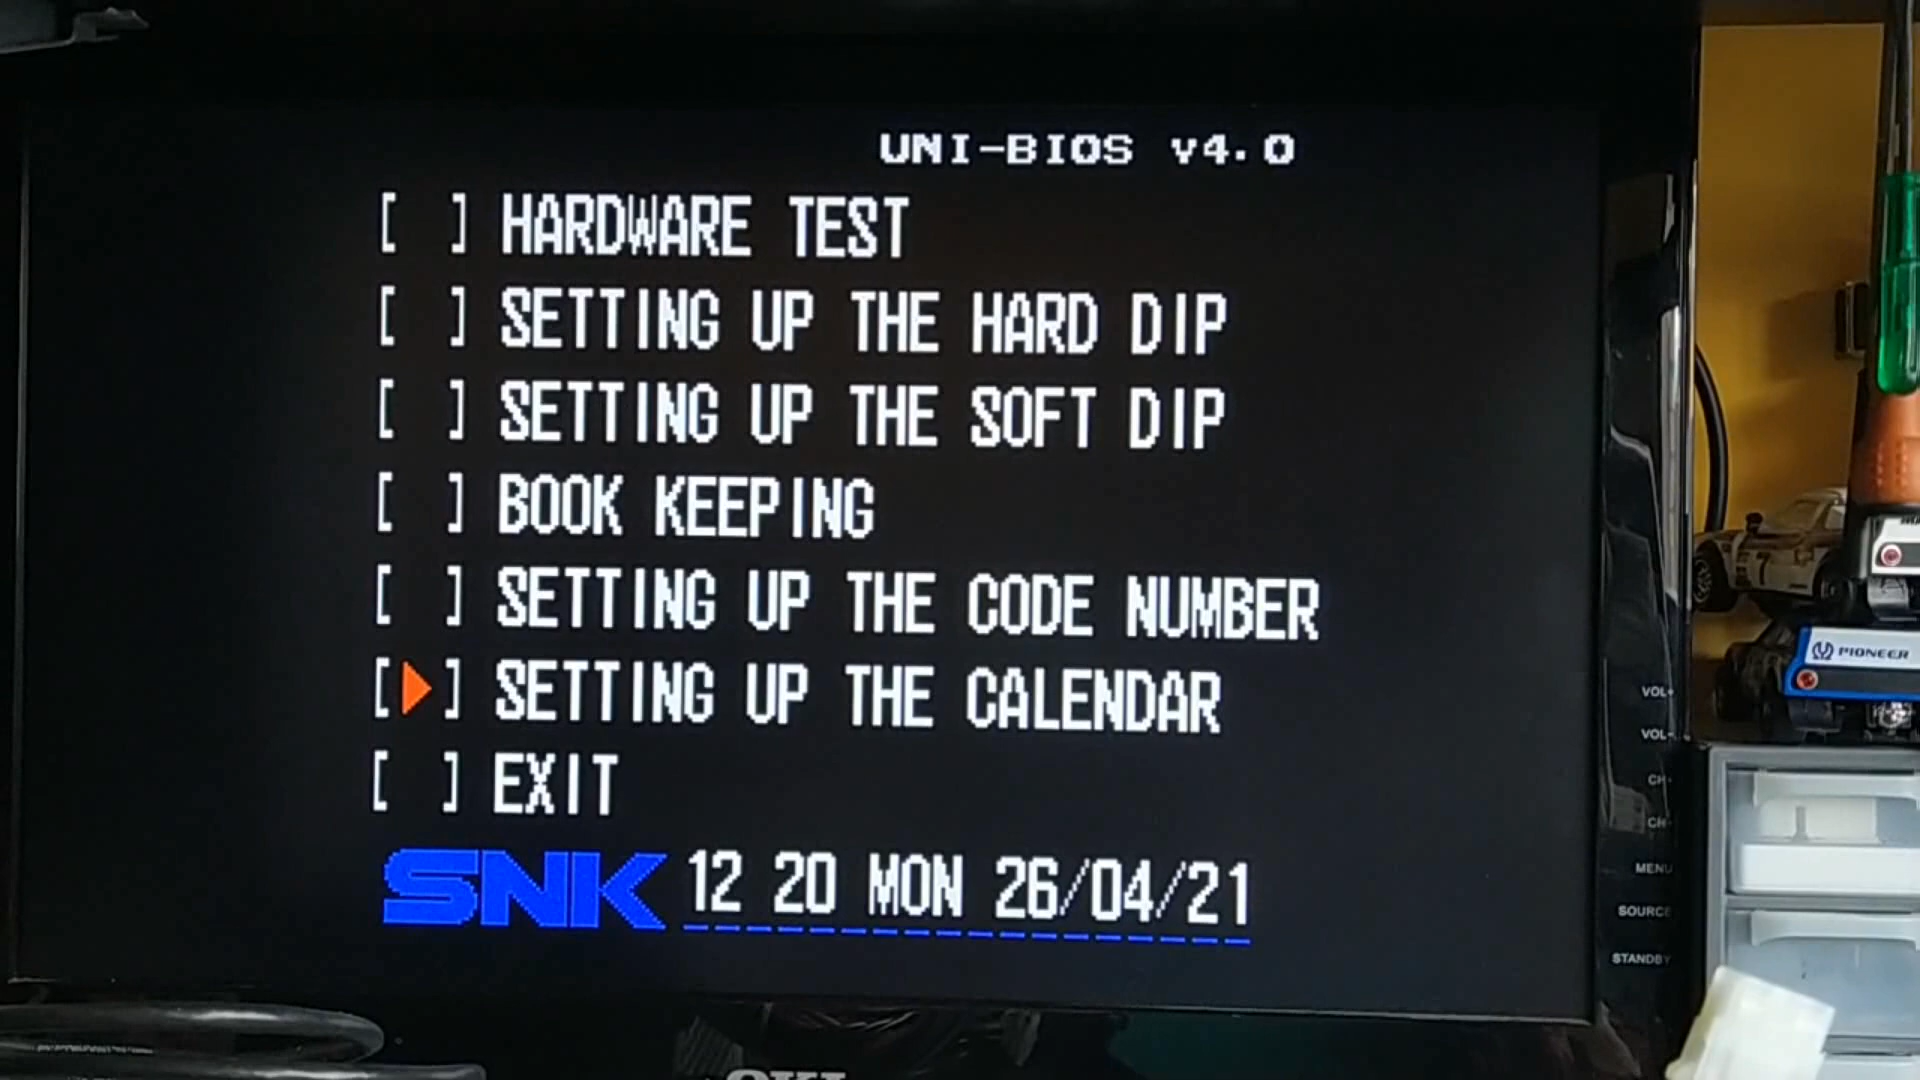 UNI-BIOS v4.0
[ ] HARDWARE TEST
[ ] SETTING UP THE HARD DIP
[ ] SETTING UP THE SOFT DIP
[ ] BOOK KEEPING
[ ] SETTING UP THE CODE NUMBER
[▶] SETTING UP THE CALENDAR
[ ] EXIT
SNK 12 20 MON 26/04/21
VOL+
VOL-
CH-
CH-
MENU
SOURCE
STANDBY
PIONEER
7